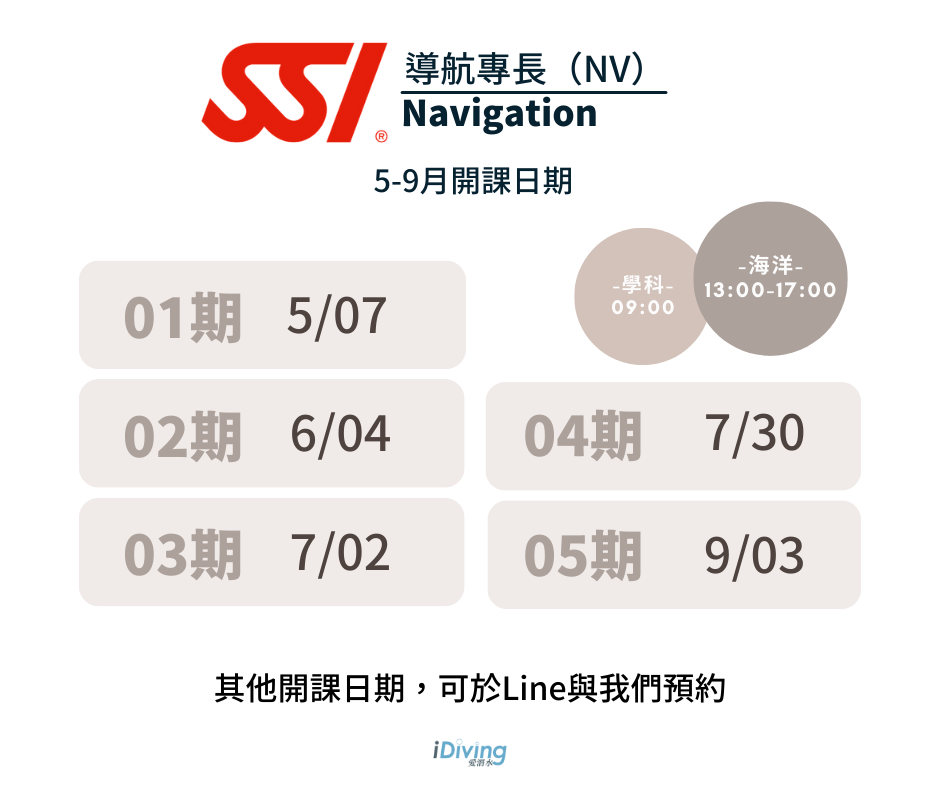 SSI®
導航專長（NV）
Navigation
5-9月開課日期
-學科-
09:00
-海洋-
13:00-17:00
01期 5/07
02期 6/04
03期 7/02
04期 7/30
05期 9/03
其他開課日期，可於Line與我們預約
iDiving
愛潛水